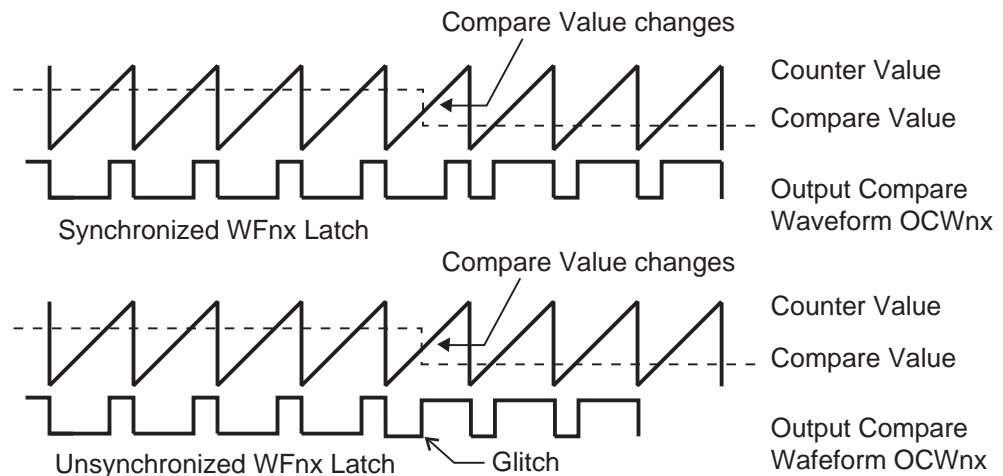 Compare Value changes
Counter Value
Compare Value
Output Compare
Waveform OCWnx
Synchronized WFnx Latch
Compare Value changes
Counter Value
Compare Value
Output Compare
Wafeform OCWnx
Unsynchronized WFnx Latch
Glitch